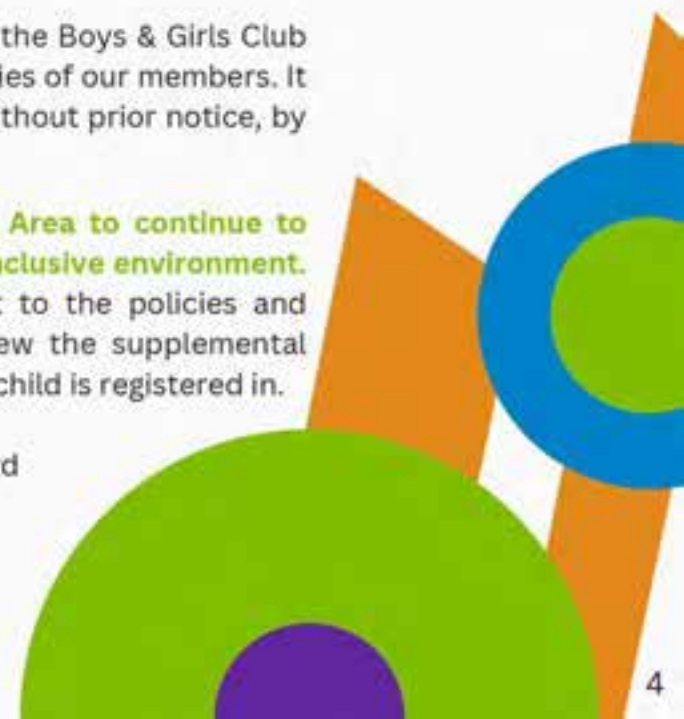 the Boys & Girls Club
ies of our members. It
thout prior notice, by
Area to continue to
nclusive environment.
to the policies and
ew the supplemental
child is registered in.
d
4